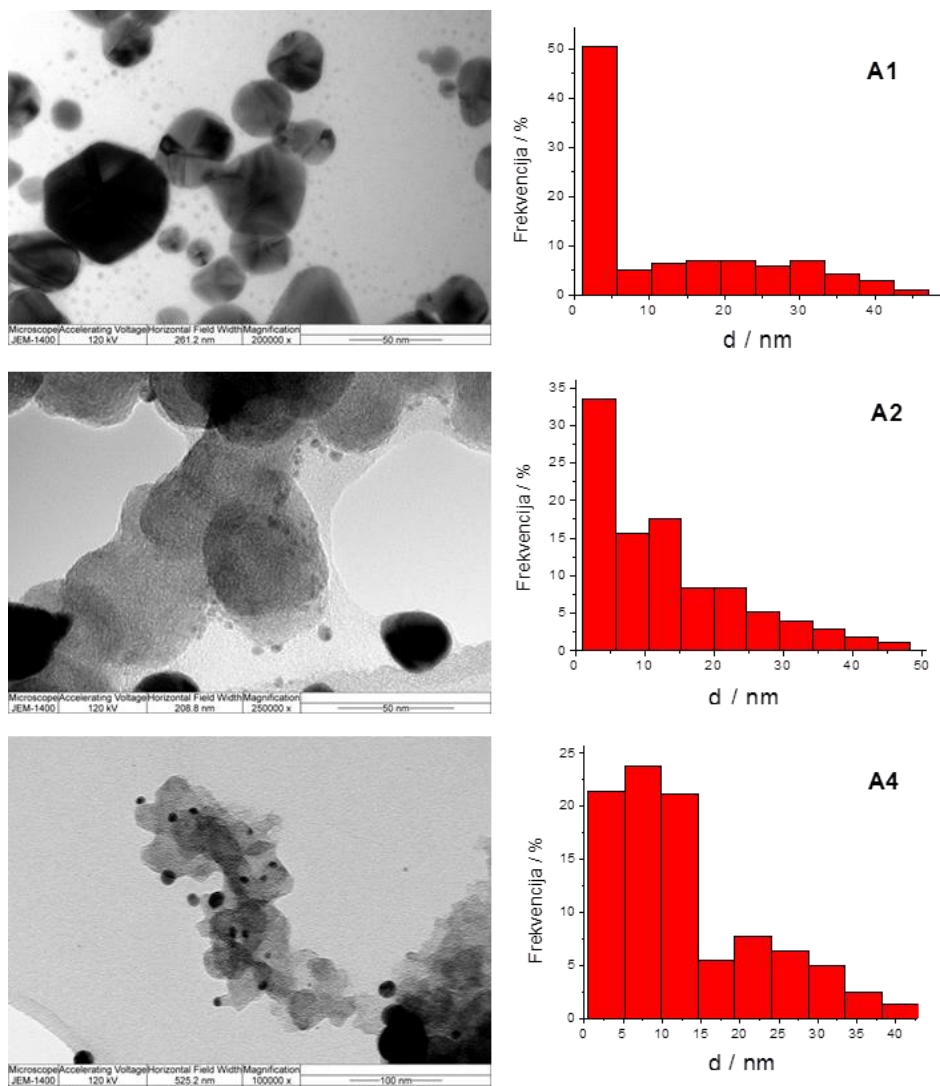 A1
Frekvencija / %
50
40
30
20
10
0
0 10 20 30 40
d / nm
Microscope Accelerating Voltage Horizontal Field Width Magnification
JEM-1400 120 kV 261.2 nm 200000 x 50 nm
A2
Frekvencija / %
35
30
25
20
15
10
5
0
0 10 20 30 40 50
d / nm
Microscope Accelerating Voltage Horizontal Field Width Magnification
JEM-1400 120 kV 208.8 nm 250000 x 50 nm
A4
Frekvencija / %
25
20
15
10
5
0
0 5 10 15 20 25 30 35 40
d / nm
Microscope Accelerating Voltage Horizontal Field Width Magnification
JEM-1400 120 kV 525.2 nm 100000 x 100 nm